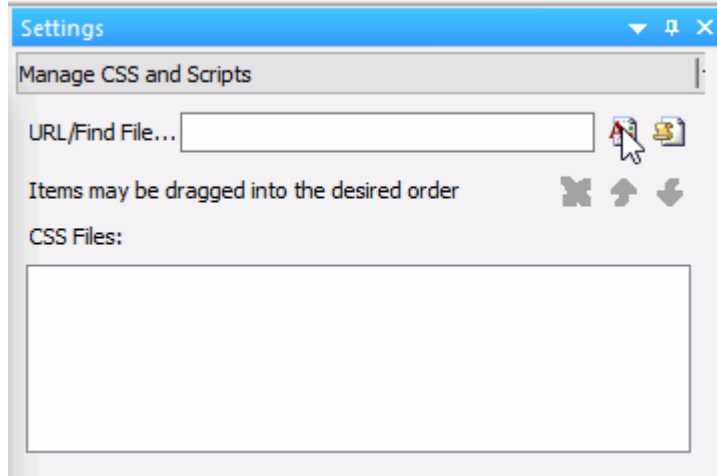 Settings
Manage CSS and Scripts
URL/Find File...
Items may be dragged into the desired order
CSS Files: